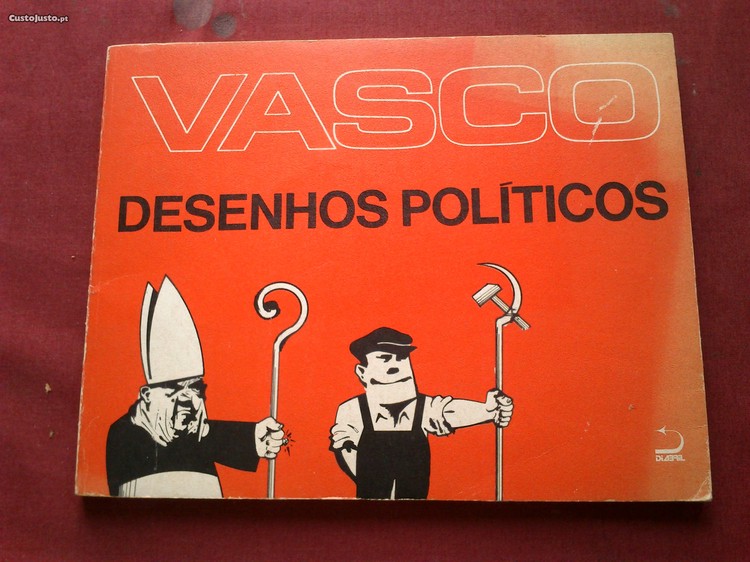 CustoJusto.pt
VASCO
DESENHOS POLÍTICOS
DIABRIL